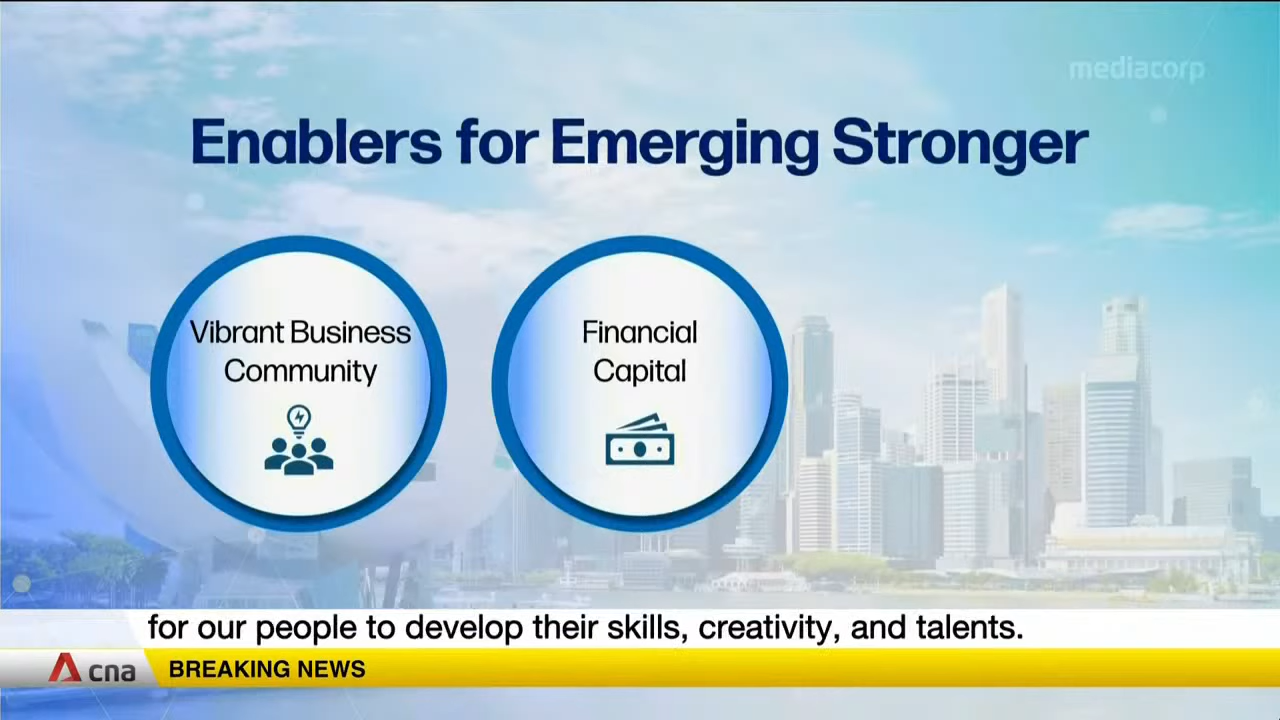 mediacorp
Enablers for Emerging Stronger
Vibrant Business
Community
Financial
Capital
for our people to develop their skills, creativity, and talents.
cna
BREAKING NEWS